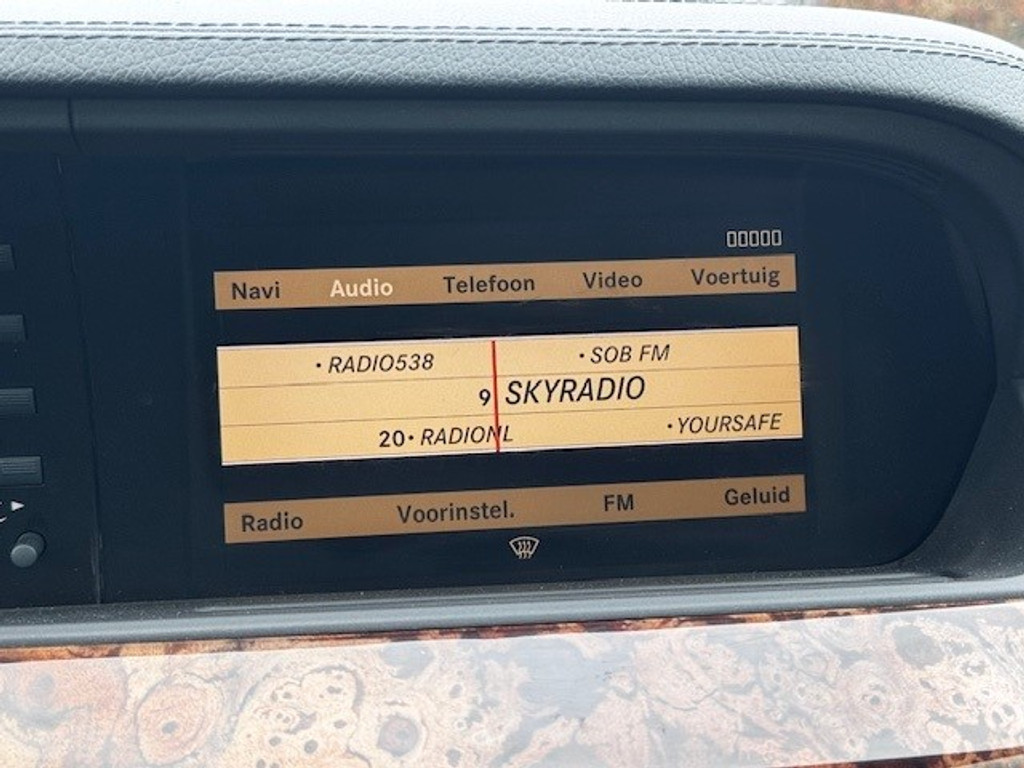 Navi Audio Telefoon Video Voertuig
• RADIO538 • SOB FM
9 SKYRADIO
20 • RADIONL • YOURSAFE
Radio Voorinstel. FM Geluid